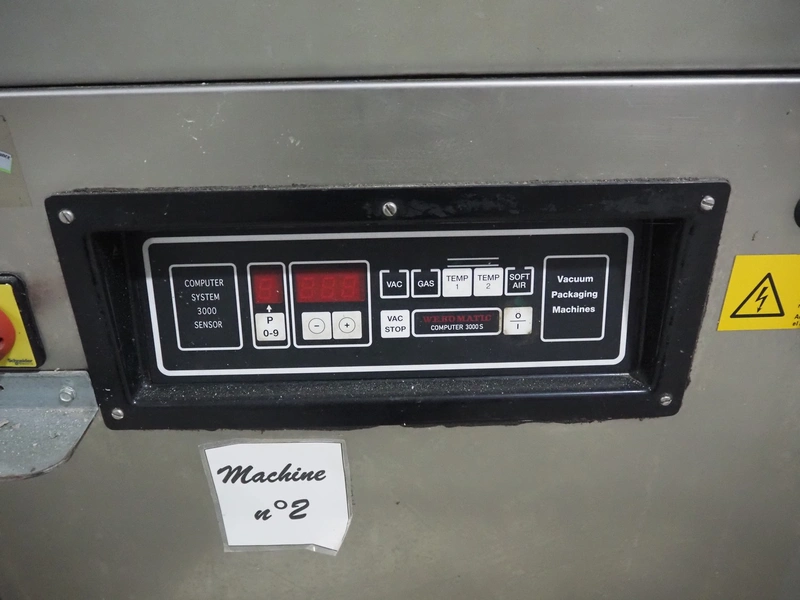 COMPUTER
SYSTEM
3000
SENSOR
P
0-9
VAC
GAS
TEMP
1
TEMP
2
SOFT
AIR
VAC
STOP
WEBOMATIC
COMPUTER 3000 S
O
I
Vacuum
Packaging
Machines
Machine
n°2